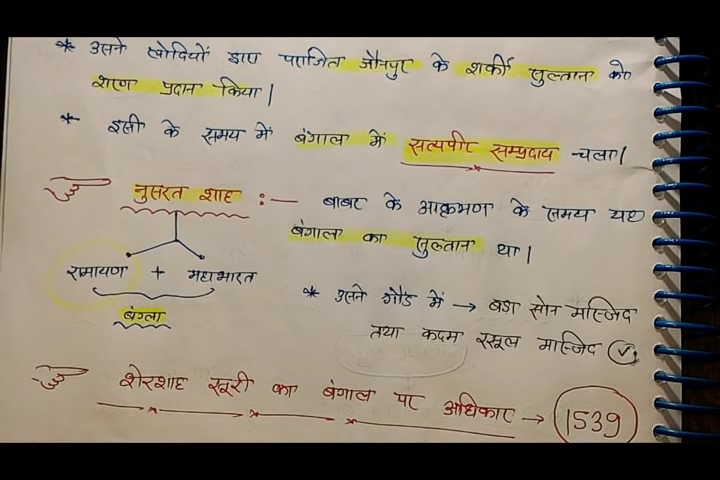 * उसने लोदियों द्वारा पराजित जौनपुर के शर्की सुल्तान को
शरण प्रदान किया।
* इसी के समय में बंगाल में सत्यपीर सम्प्रदाय चला।
नुसरत शाह :— बाबर के आक्रमण के समय यह
बंगाल का सुल्तान था।
रामायण + महाभारत
बंग्ला
* उसने गौड में → बड़ा सोन मस्जिद
तथा कदम रसूल मस्जिद
शेरशाह सूरी का बंगाल पर अधिकार → 1539